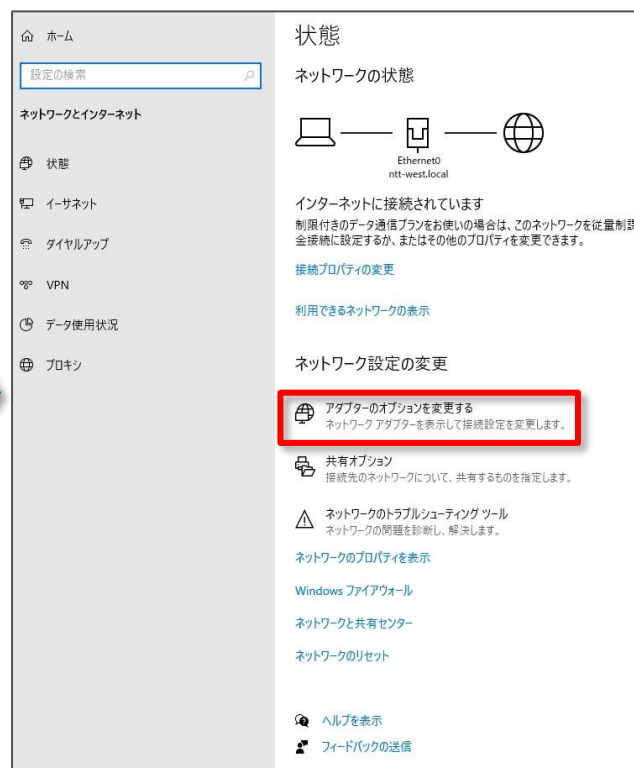 ホーム
設定の検索
ネットワークとインターネット
状態
イーサネット
ダイヤルアップ
VPN
データ使用状況
プロキシ
状態
ネットワークの状態
Ethernet0
ntt-west.local
インターネットに接続されています
制限付きのデータ通信プランをお使いの場合は、このネットワークを従量制課
金接続に設定するか、またはその他のプロパティを変更できます。
接続プロパティの変更
利用できるネットワークの表示
ネットワーク設定の変更
アダプターのオプションを変更する
ネットワーク アダプターを表示して接続設定を変更します。
共有オプション
接続先のネットワークについて、共有するものを指定します。
ネットワークのトラブルシューティング ツール
ネットワークの問題を診断し、解決します。
ネットワークのプロパティを表示
Windows ファイアウォール
ネットワークと共有センター
ネットワークのリセット
ヘルプを表示
フィードバックの送信